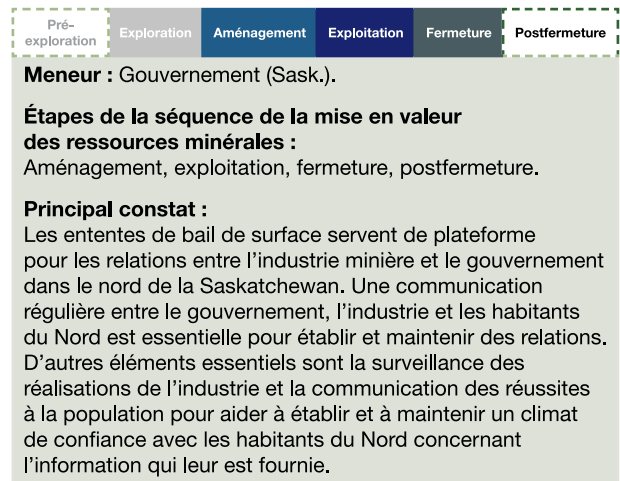 Pré-
exploration
Exploration
Aménagement
Exploitation
Fermeture
Postfermeture
Meneur : Gouvernement (Sask.).
Étapes de la séquence de la mise en valeur
des ressources minérales :
Aménagement, exploitation, fermeture, postfermeture.
Principal constat :
Les ententes de bail de surface servent de plateforme
pour les relations entre l’industrie minière et le gouvernement
dans le nord de la Saskatchewan. Une communication
régulière entre le gouvernement, l’industrie et les habitants
du Nord est essentielle pour établir et maintenir des relations.
D’autres éléments essentiels sont la surveillance des
réalisations de l’industrie et la communication des réussites
à la population pour aider à établir et à maintenir un climat
de confiance avec les habitants du Nord concernant
l’information qui leur est fournie.